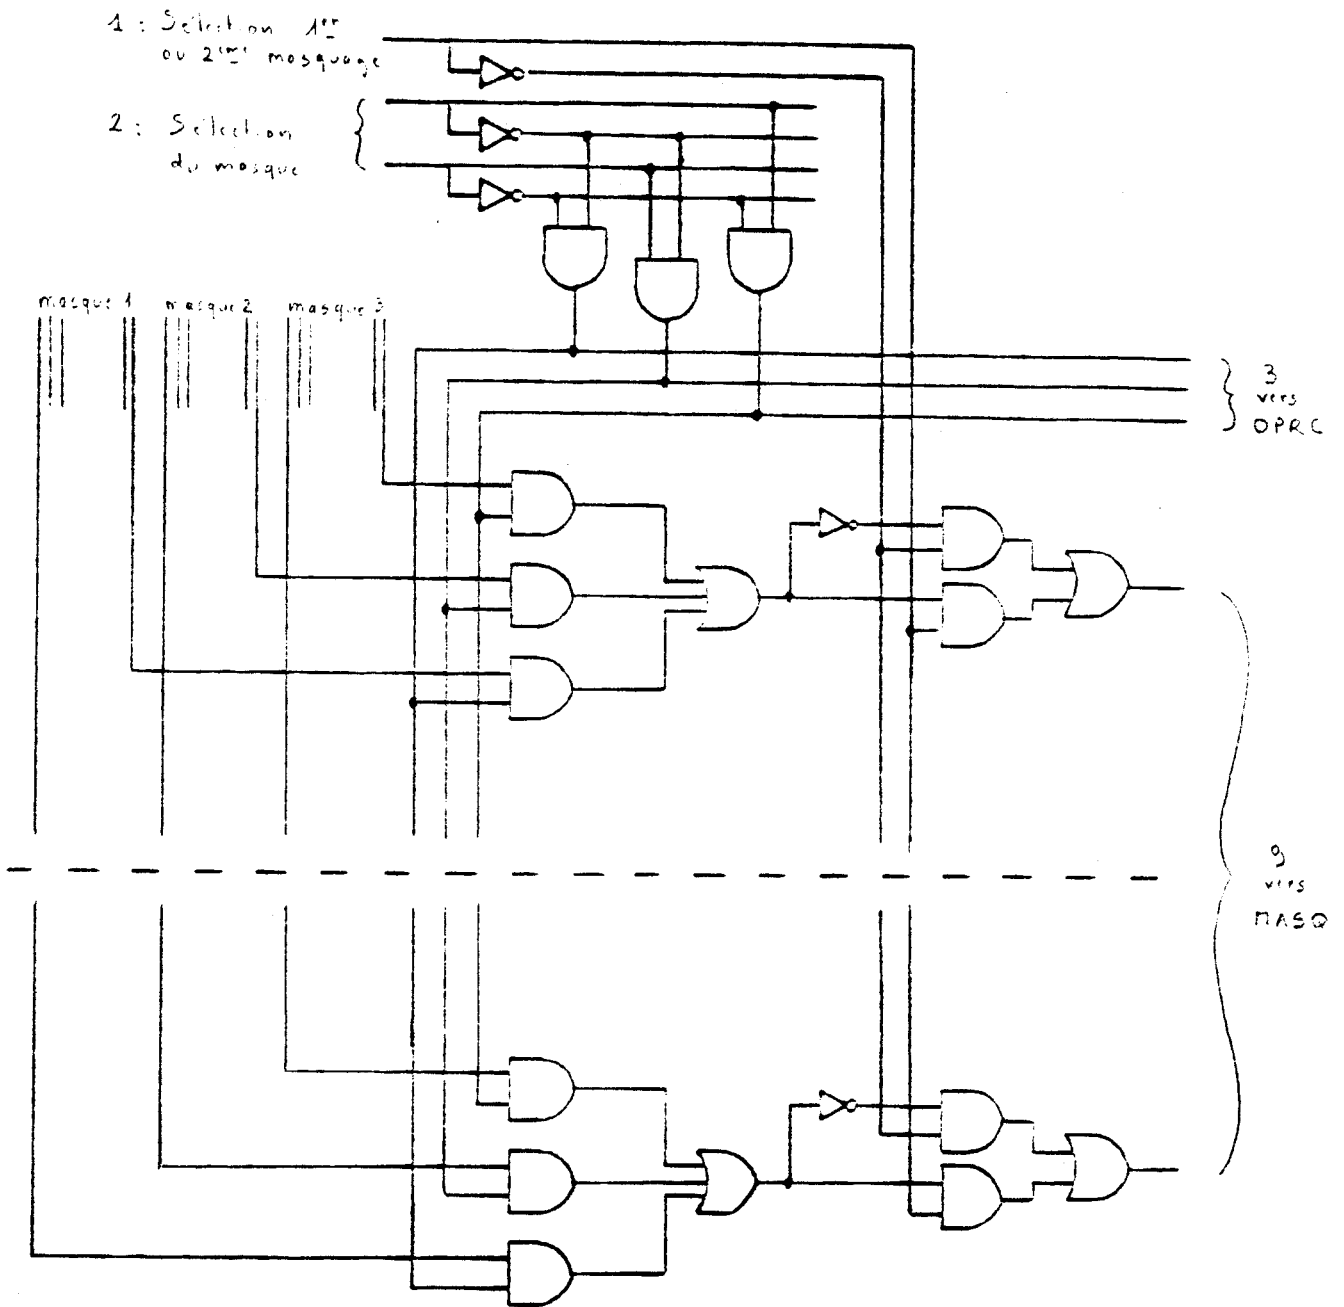 1 : Sélection 1er
ou 2ème masquage
2 : Sélection
du masque
masque 1 masque 2 masque 3
3
vers
OPRC
9
vers
MASQ